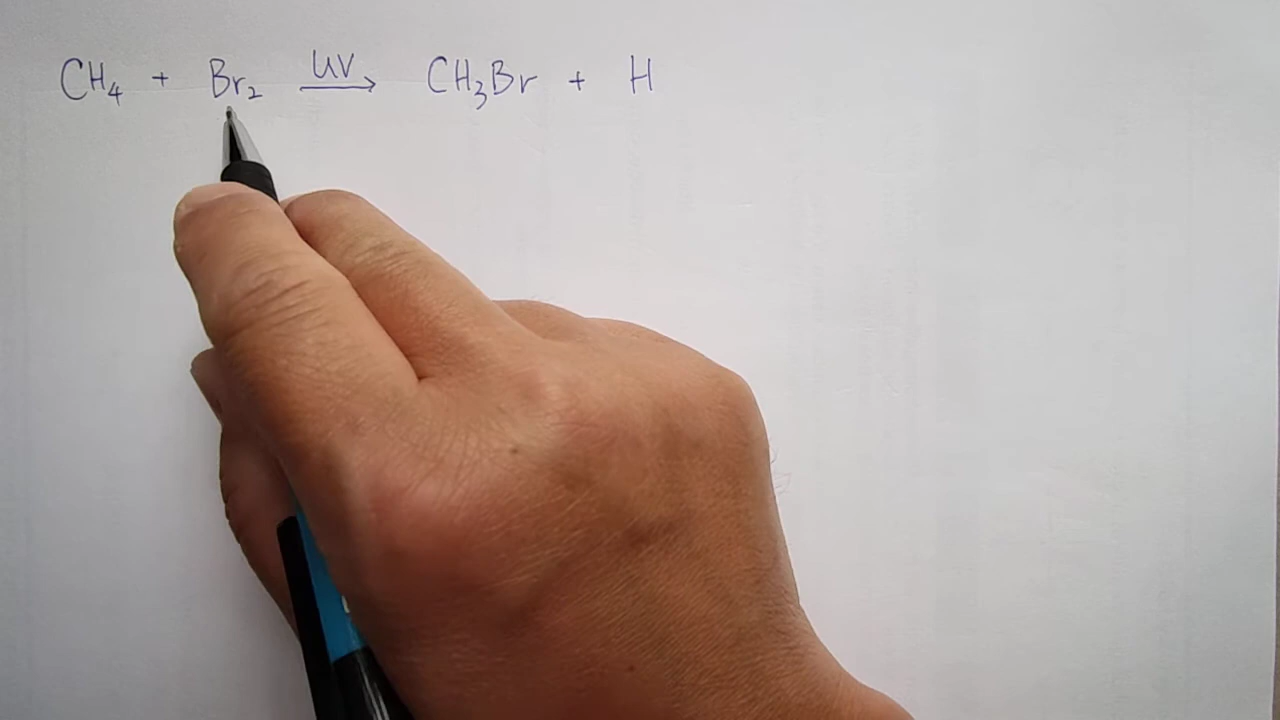 CH₄ + Br₂ UV→ CH₃Br + H